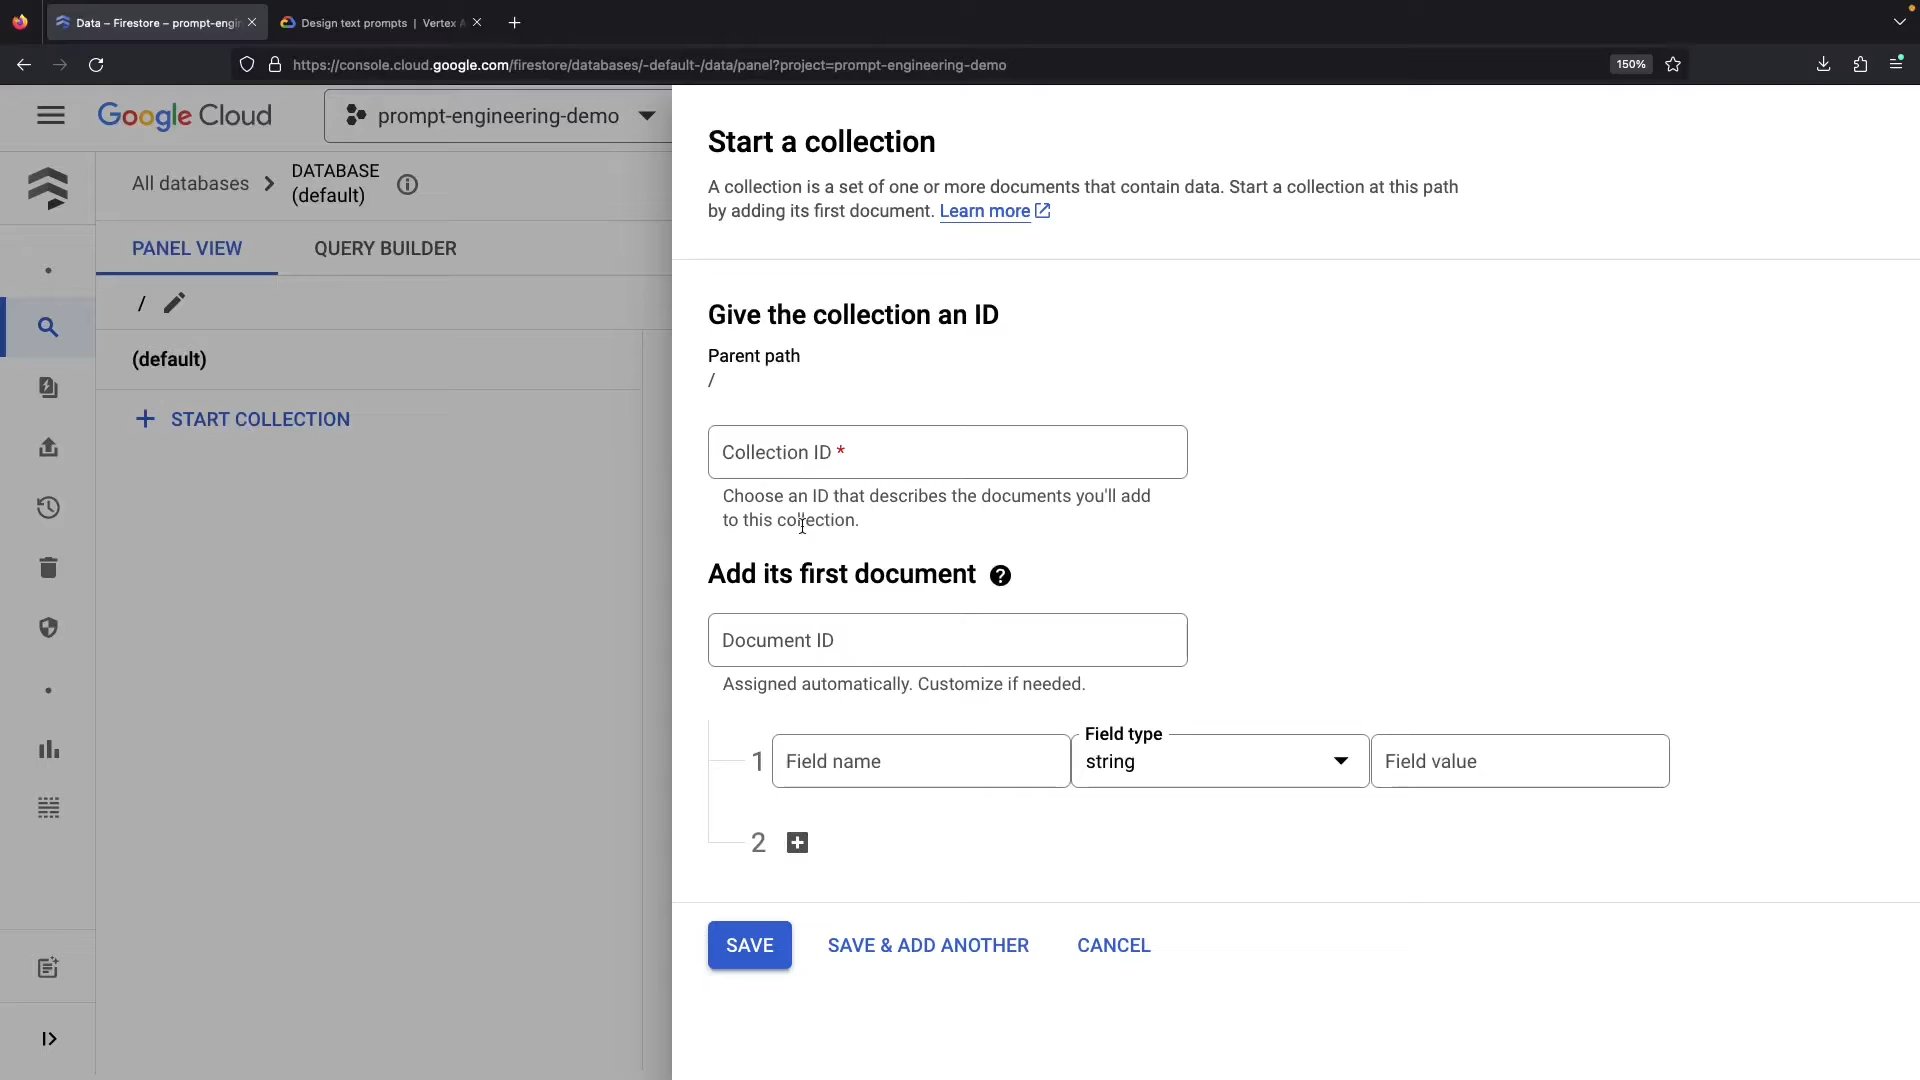 Data – Firestore – prompt-engi
Design text prompts | Vertex A
https://console.cloud.google.com/firestore/databases/-default-/data/panel?project=prompt-engineering-demo
150%
Google Cloud
prompt-engineering-demo
All databases
DATABASE
(default)
PANEL VIEW
QUERY BUILDER
/
(default)
START COLLECTION
Start a collection
A collection is a set of one or more documents that contain data. Start a collection at this path
by adding its first document. Learn more
Give the collection an ID
Parent path
/
Collection ID *
Choose an ID that describes the documents you'll add
to this collection.
Add its first document
Document ID
Assigned automatically. Customize if needed.
Field type
1 Field name string Field value
2
SAVE SAVE & ADD ANOTHER CANCEL